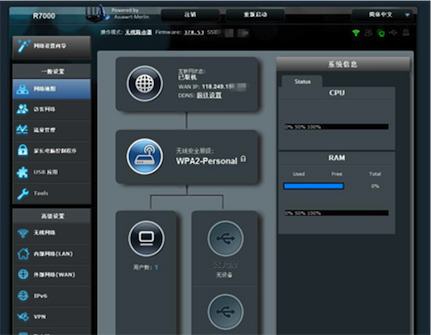 R7000
Powered by
Asuswrt-Merlin
注销
重新启动
简体中文
操作模式: 无线路由器 Firmware: 378.53 SSID:
网络设置向导
一般设置
网络地图
访客网络
流量管理
家长电脑控制程序
USB 应用
Tools
高级设置
无线网络
内部网络(LAN)
外部网络(WAN)
IPv6
VPN
互联网状态:
已联机
WAN IP: 118.249.15
DDNS: 前往设置
无线安全等级:
WPA2-Personal
用户数: 1
无设备
系统信息
Status
CPU
0% 50% 100%
RAM
Used Free Total
0%
0% 50% 100%